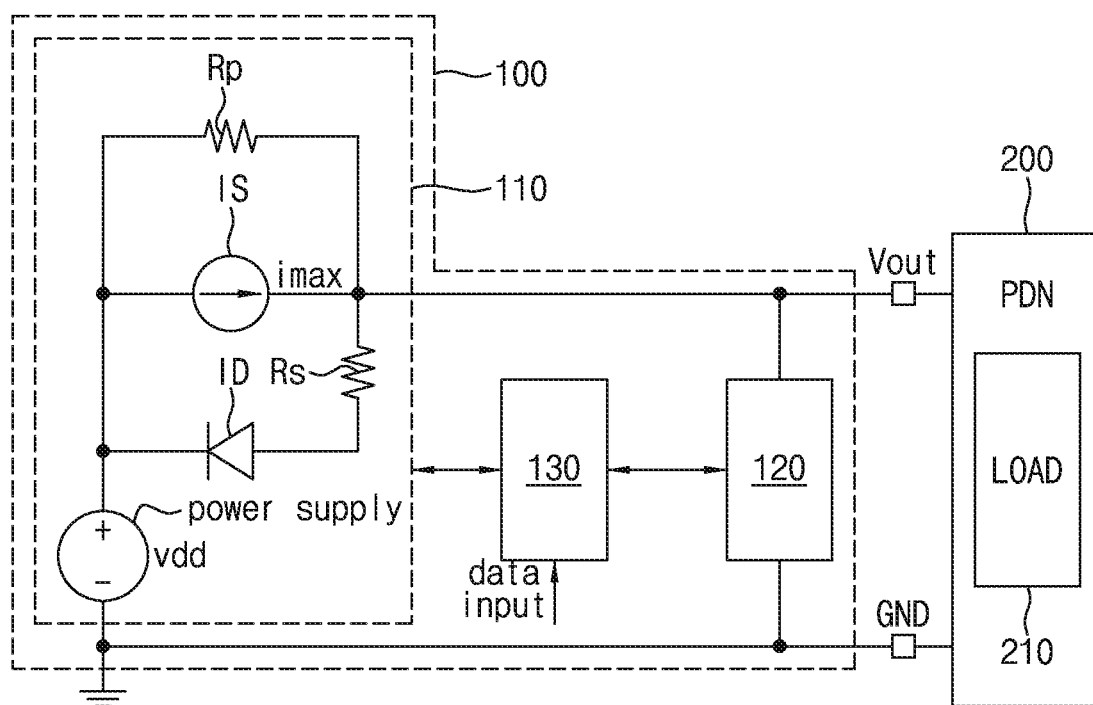 Rp
100
IS
110
200
imax
Vout
PDN
ID
Rs
130
120
LOAD
power supply
+
vdd
−
data
input
GND
210